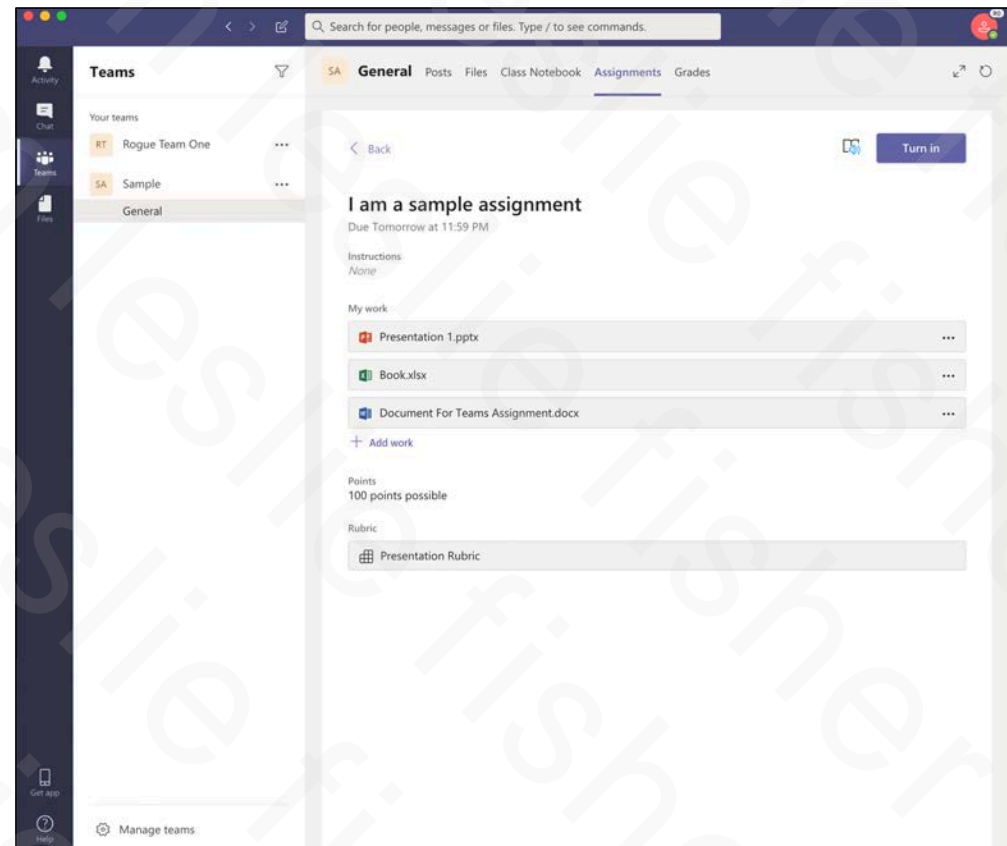 Search for people, messages or files. Type / to see commands.
RO
Activity
Chat
Teams
Files
Get app
Help
Teams
Your teams
RT Rogue Team One ...
SA Sample ...
General
Manage teams
SA General Posts Files Class Notebook Assignments Grades
Back
Turn in
I am a sample assignment
Due Tomorrow at 11:59 PM
Instructions
None
My work
Presentation 1.pptx ...
Book.xlsx ...
Document For Teams Assignment.docx ...
+ Add work
Points
100 points possible
Rubric
Presentation Rubric
leslie fisher